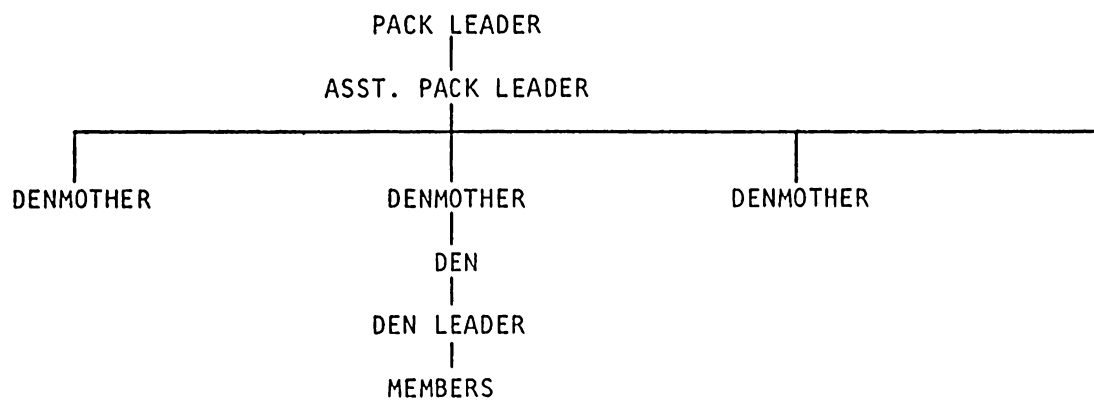 PACK LEADER
ASST. PACK LEADER
DENMOTHER DENMOTHER DENMOTHER
DEN
DEN LEADER
MEMBERS